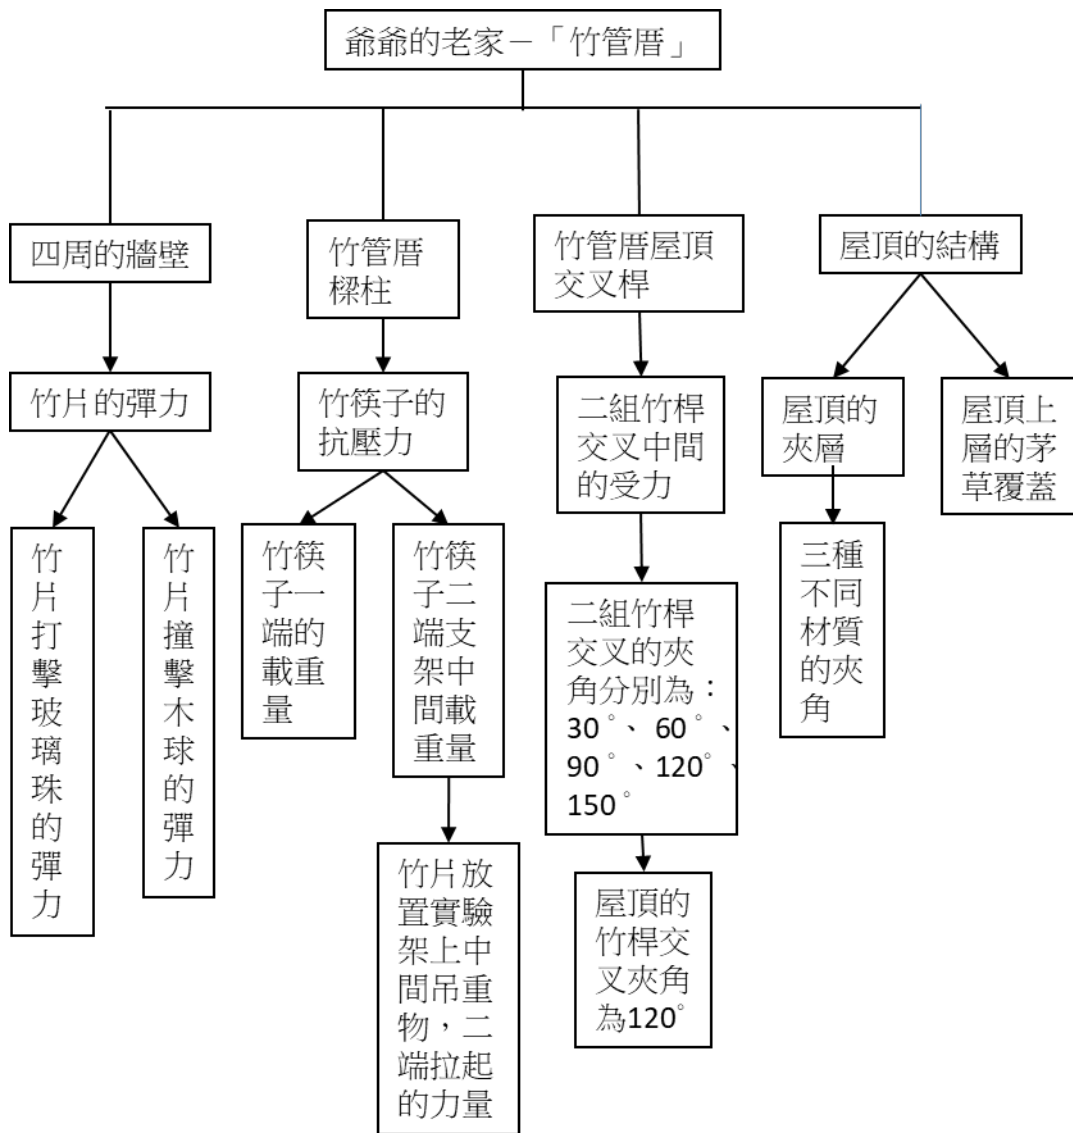 爺爺的老家－「竹管厝」
四周的牆壁
竹管厝
樑柱
竹管厝屋頂
交叉桿
屋頂的結構
竹片的彈力
竹筷子的
抗壓力
二組竹桿
交叉中間
的受力
屋頂的
夾層
屋頂上
層的茅
草覆蓋
竹片打擊玻璃珠的彈力
竹片撞擊木球的彈力
竹筷
子一
端的
載重
量
竹筷
子二
端支
架中
間載
重量
二組竹桿
交叉的夾
角分別為：
30°、 60°、
90°、120°、
150°
三種
不同
材質
的夾
角
竹片放
置實驗
架上中
間吊重
物，二
端拉起
的力量
屋頂的
竹桿交
叉夾角
為120°